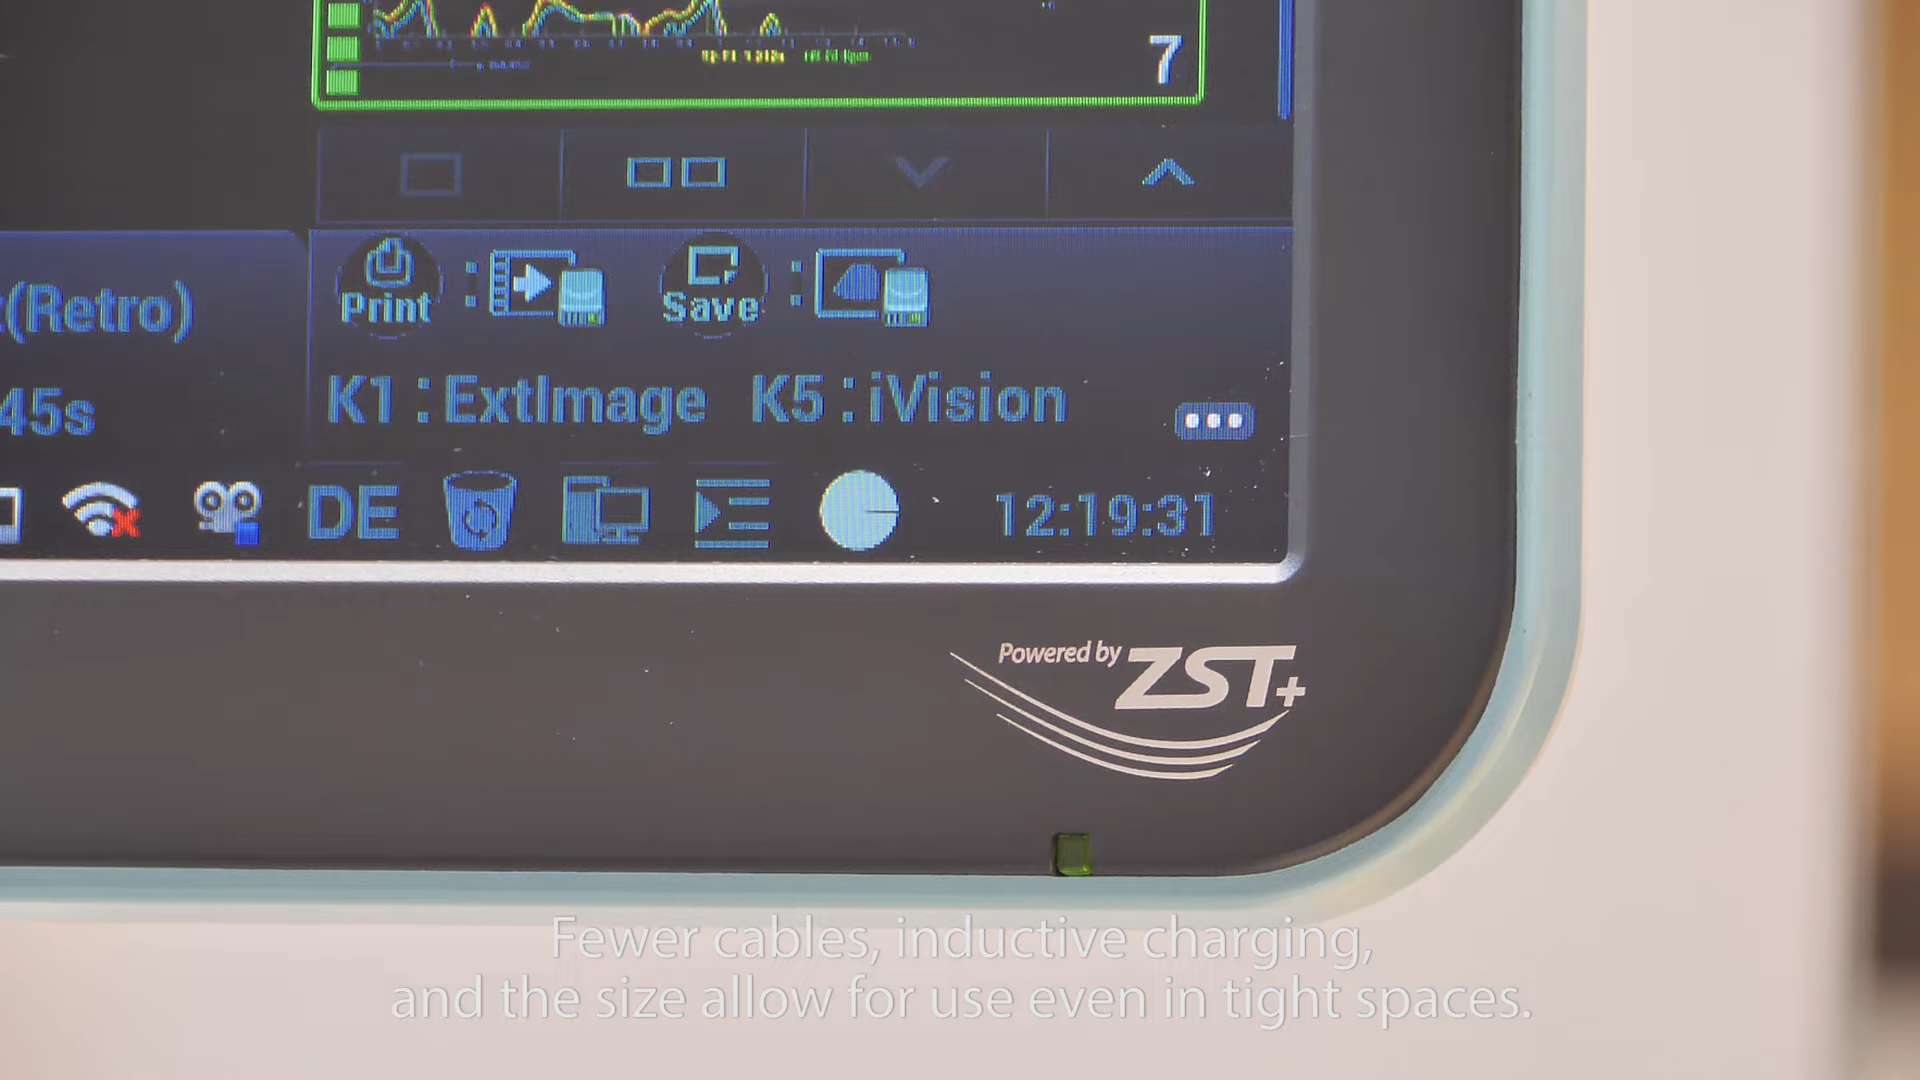 7
(Retro)
Print : Save :
K1 : ExtImage K5 : iVision
45s
DE 12:19:31
Powered by ZST+
Fewer cables, inductive charging,
and the size allow for use even in tight spaces.